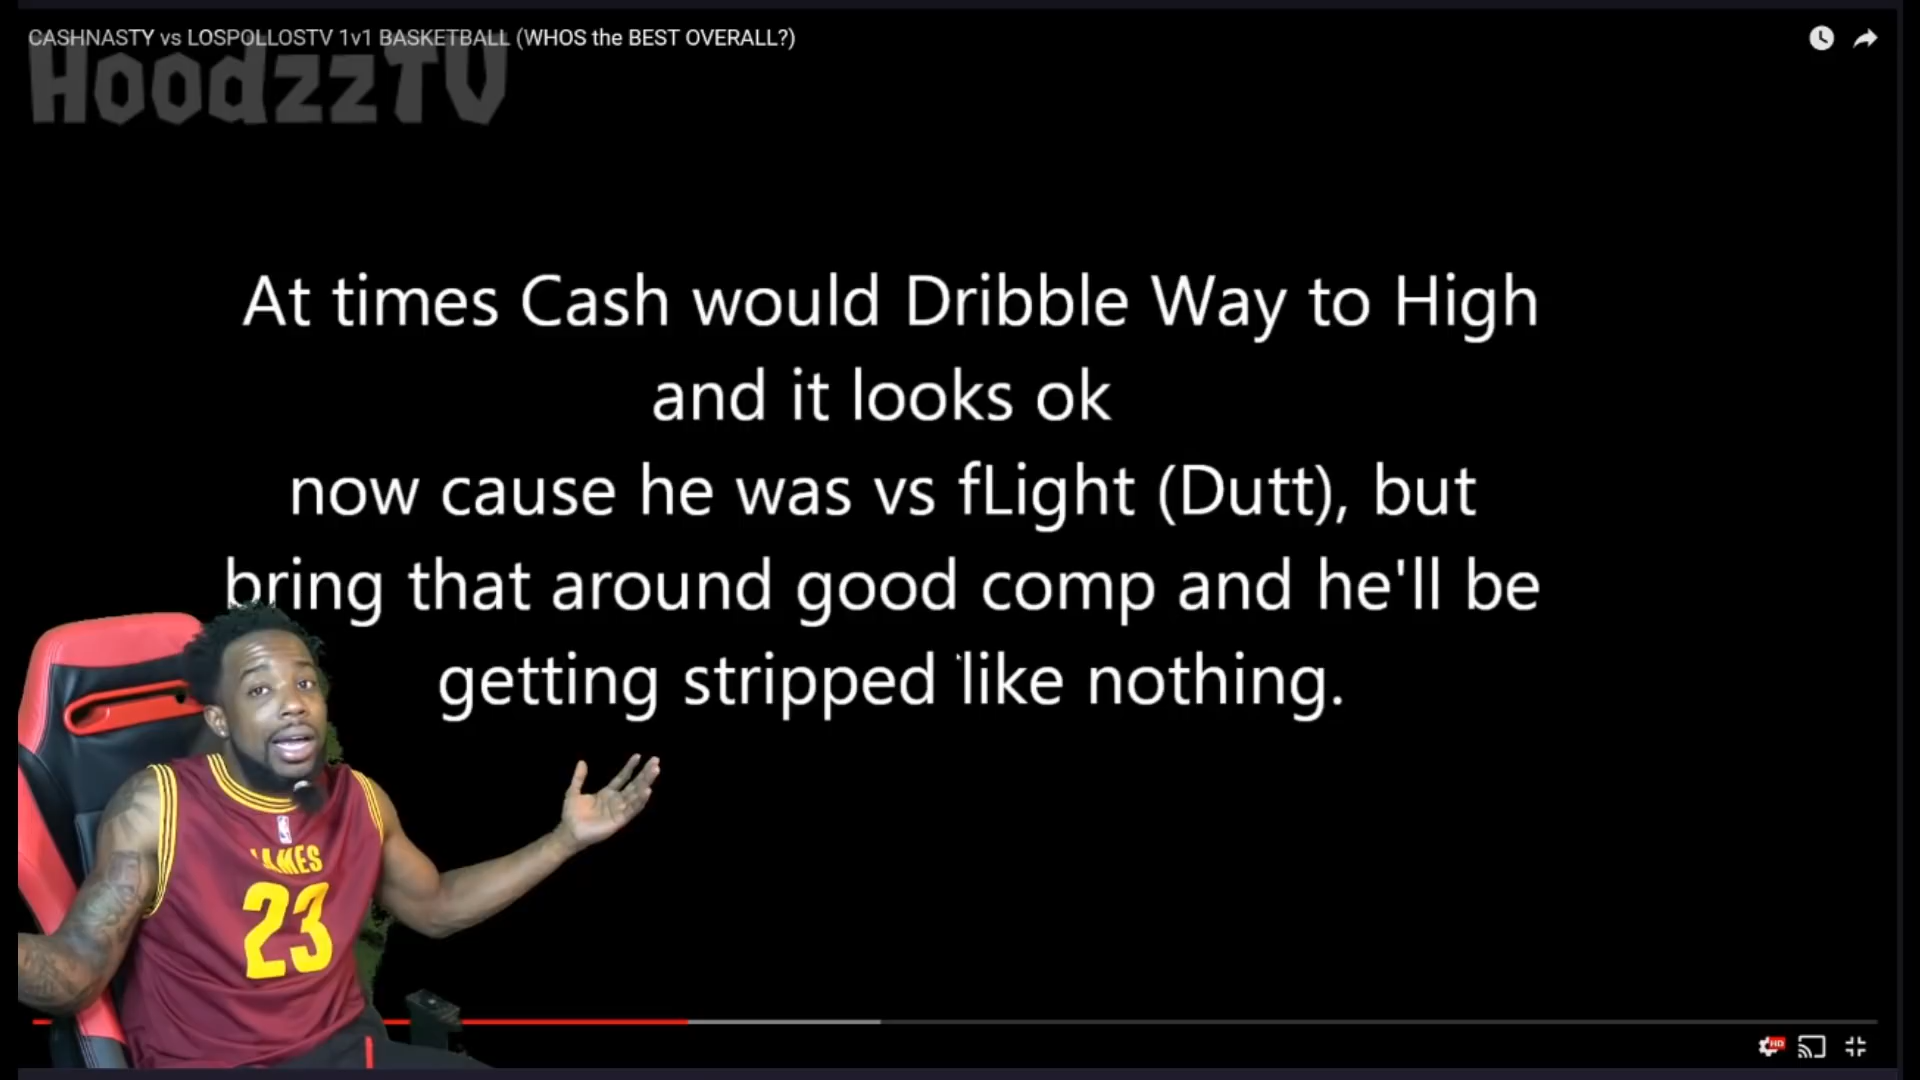 CASHNASTY vs LOSPOLLOSTV 1v1 BASKETBALL (WHOS the BEST OVERALL?)
HoodzzTV
At times Cash would Dribble Way to High
and it looks ok
now cause he was vs fLight (Dutt), but
bring that around good comp and he'll be
getting stripped like nothing.
JAMES
23
HD